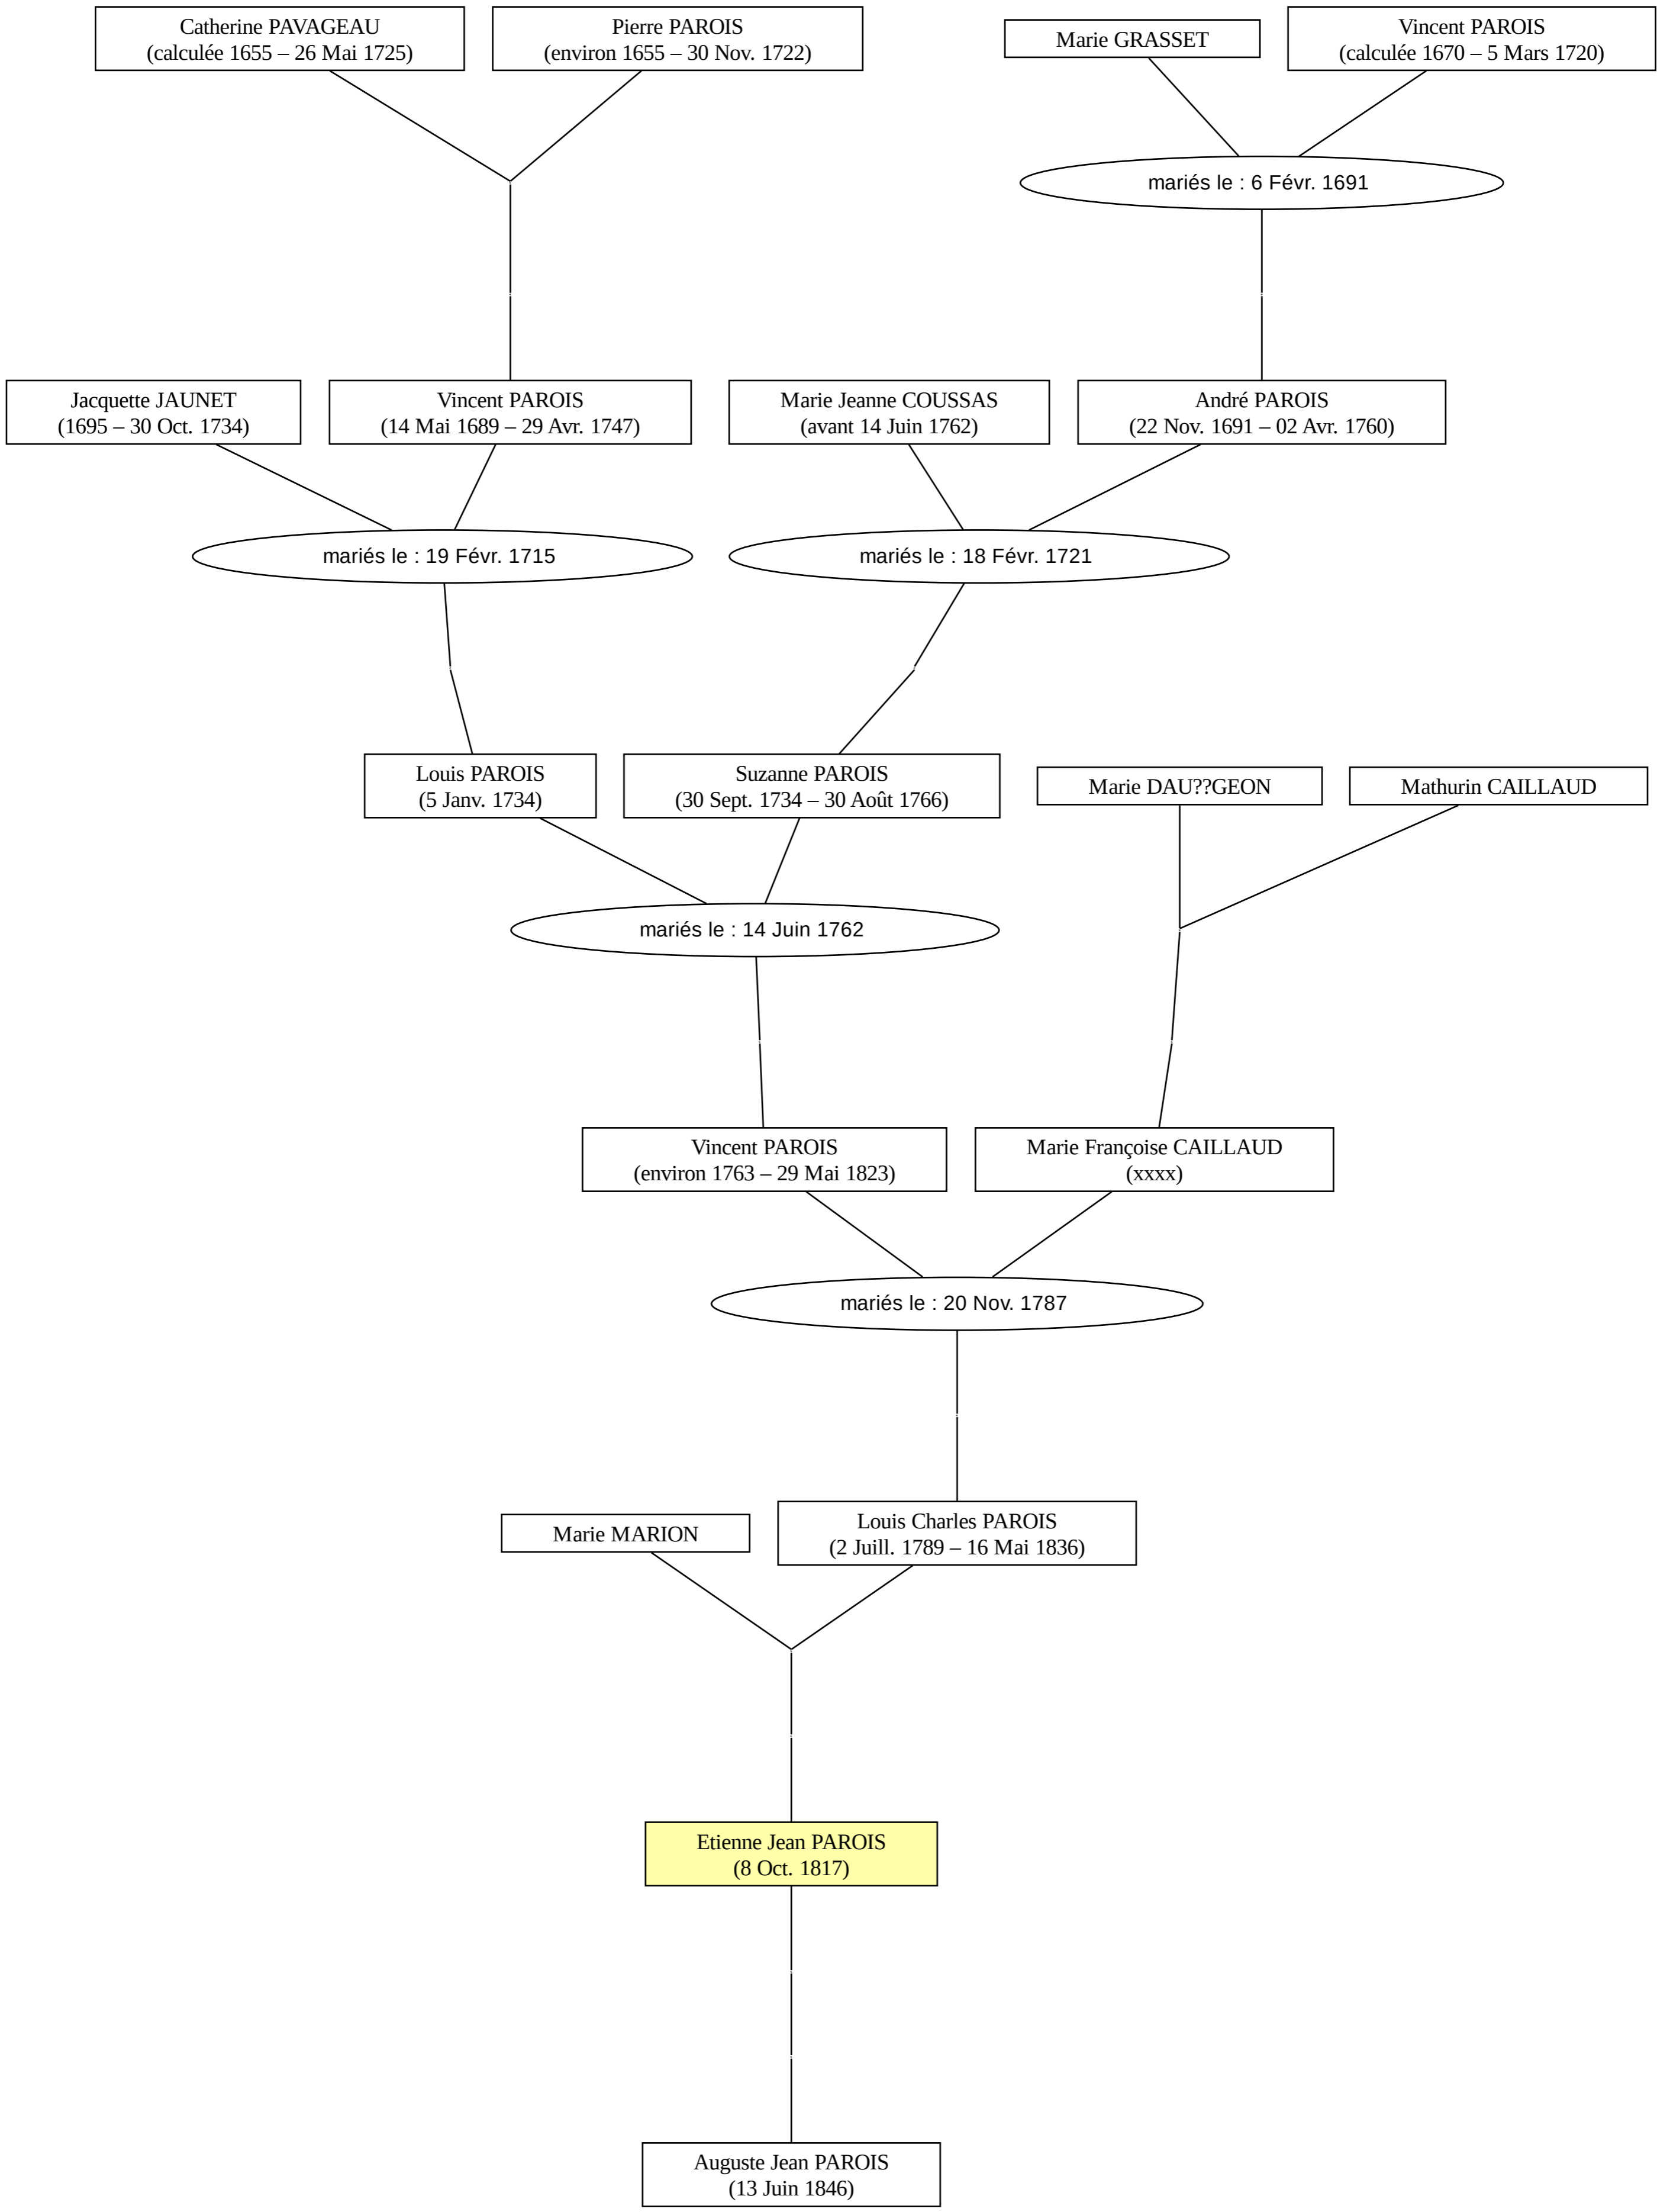 Catherine PAVAGEAU
(calculée 1655 – 26 Mai 1725)
Pierre PAROIS
(environ 1655 – 30 Nov. 1722)
Marie GRASSET
Vincent PAROIS
(calculée 1670 – 5 Mars 1720)
mariés le : 6 Févr. 1691
Jacquette JAUNET
(1695 – 30 Oct. 1734)
Vincent PAROIS
(14 Mai 1689 – 29 Avr. 1747)
Marie Jeanne COUSSAS
(avant 14 Juin 1762)
André PAROIS
(22 Nov. 1691 – 02 Avr. 1760)
mariés le : 19 Févr. 1715
mariés le : 18 Févr. 1721
Louis PAROIS
(5 Janv. 1734)
Suzanne PAROIS
(30 Sept. 1734 – 30 Août 1766)
Marie DAU??GEON
Mathurin CAILLAUD
mariés le : 14 Juin 1762
Vincent PAROIS
(environ 1763 – 29 Mai 1823)
Marie Françoise CAILLAUD
(xxxx)
mariés le : 20 Nov. 1787
Marie MARION
Louis Charles PAROIS
(2 Juill. 1789 – 16 Mai 1836)
Etienne Jean PAROIS
(8 Oct. 1817)
Auguste Jean PAROIS
(13 Juin 1846)